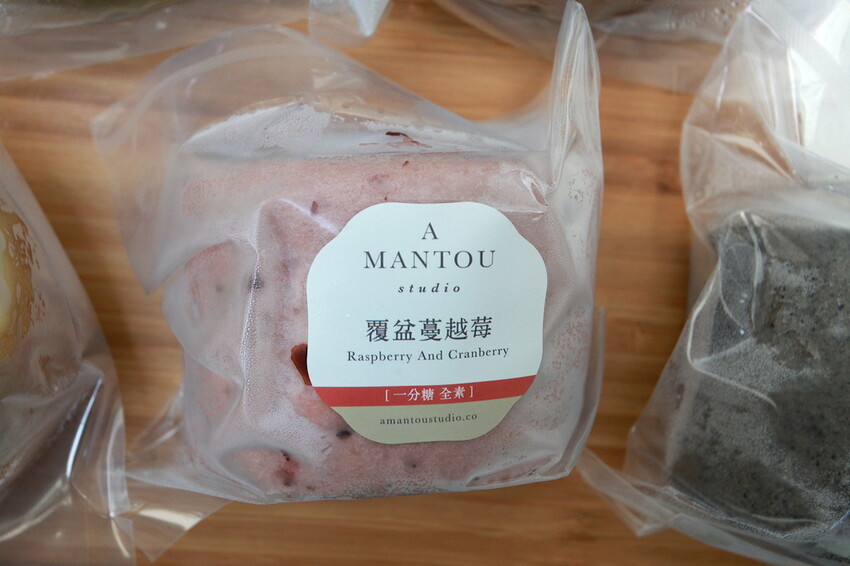 A
MANTOU
studio
覆盆蔓越莓
Raspberry And Cranberry
[ 一分糖 全素 ]
amantoustudio.co